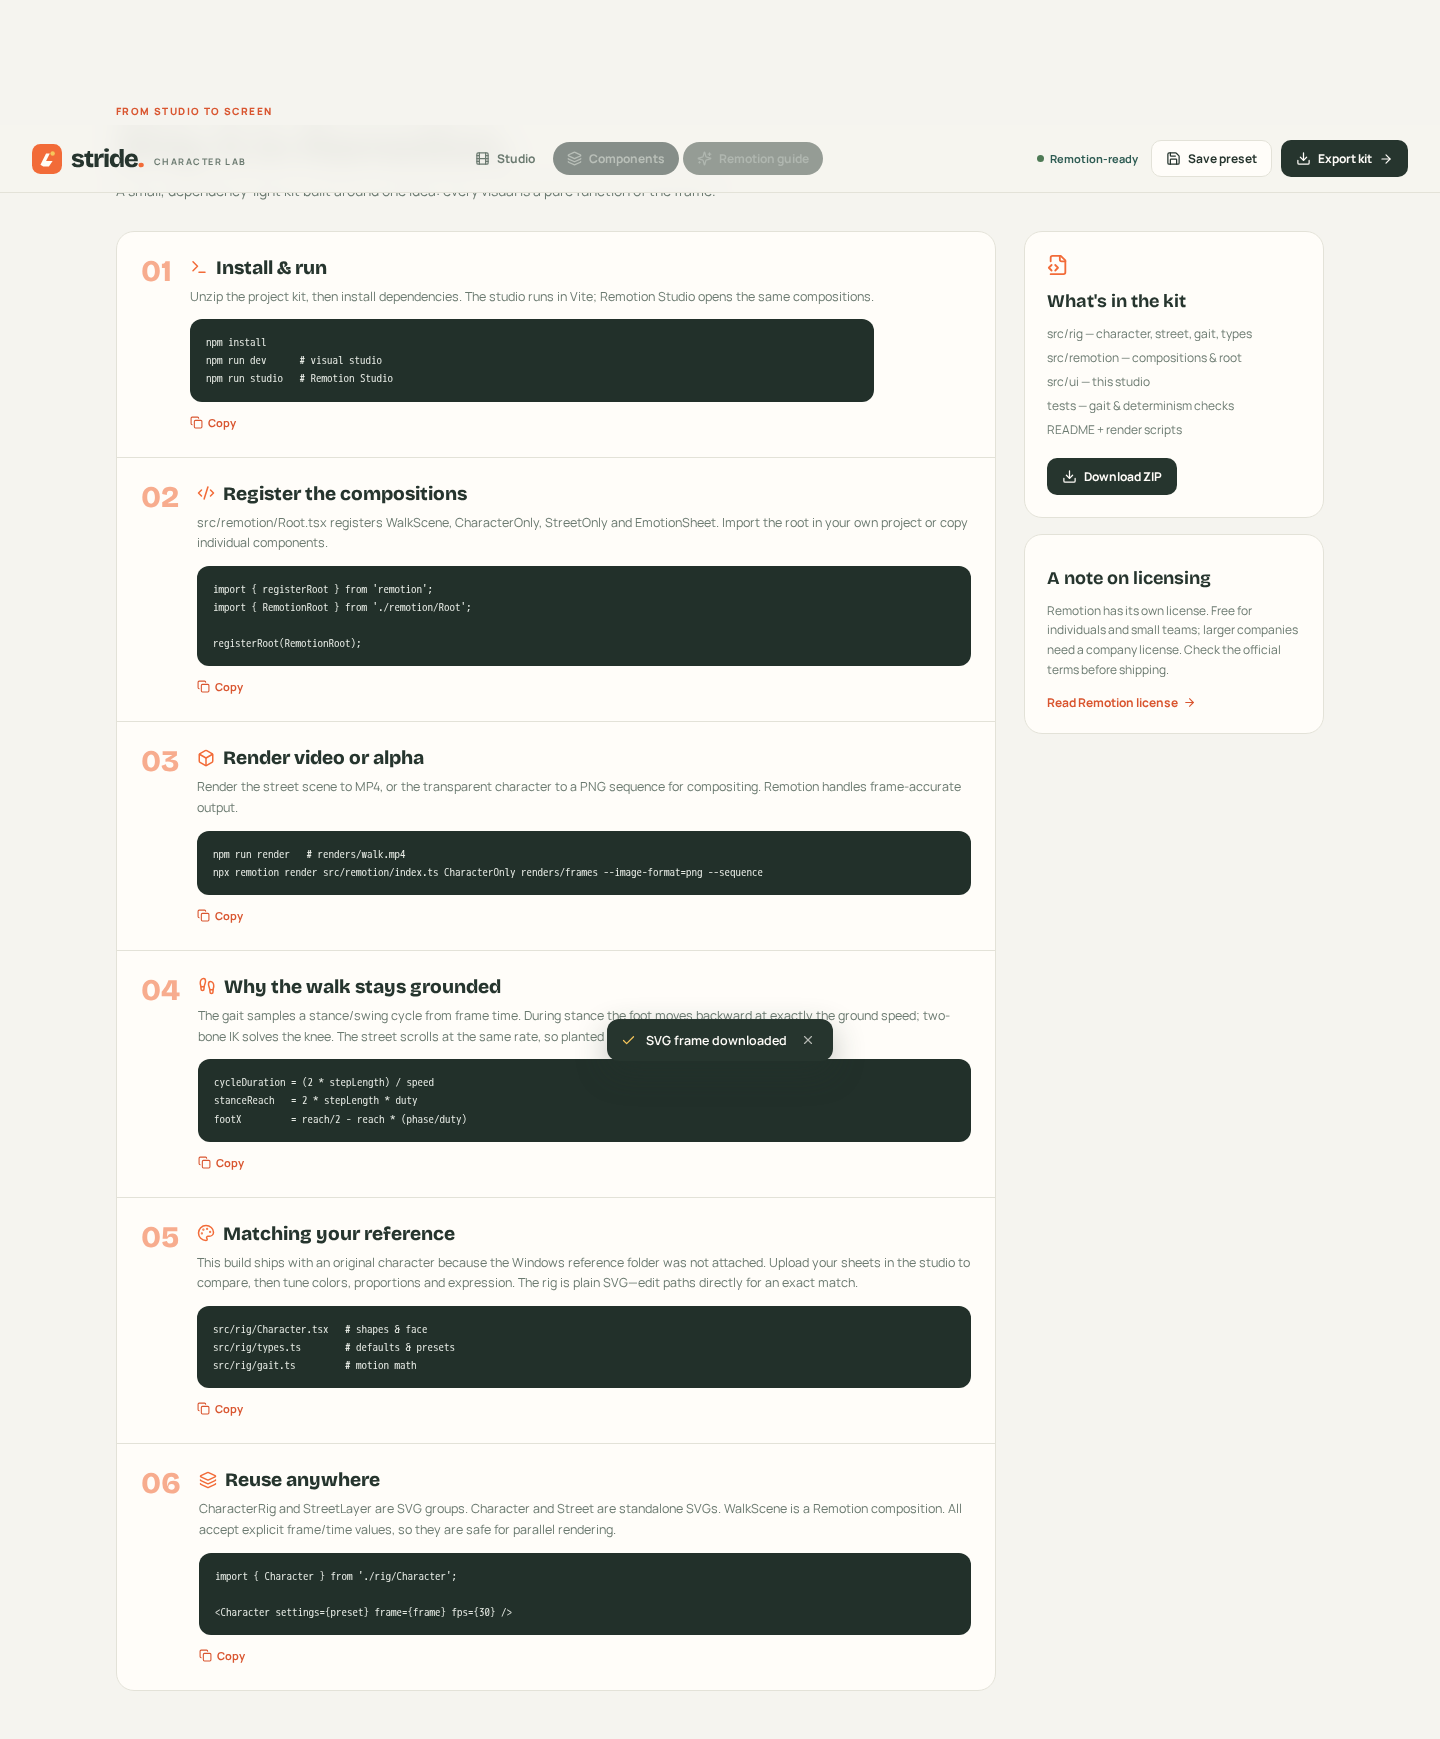 FROM STUDIO TO SCREEN
stride. CHARACTER LAB
Studio
Components
Remotion guide
Remotion-ready
Save preset
Export kit
A small, dependency-light kit built around one idea: every visual is a pure function of the frame.
01
Install & run
Unzip the project kit, then install dependencies. The studio runs in Vite; Remotion Studio opens the same compositions.
npm install
npm run dev      # visual studio
npm run studio   # Remotion Studio
Copy
02
Register the compositions
src/remotion/Root.tsx registers WalkScene, CharacterOnly, StreetOnly and EmotionSheet. Import the root in your own project or copy
individual components.
import { registerRoot } from 'remotion';
import { RemotionRoot } from './remotion/Root';
registerRoot(RemotionRoot);
Copy
03
Render video or alpha
Render the street scene to MP4, or the transparent character to a PNG sequence for compositing. Remotion handles frame-accurate
output.
npm run render   # renders/walk.mp4
npx remotion render src/remotion/index.ts CharacterOnly renders/frames --image-format=png --sequence
Copy
04
Why the walk stays grounded
The gait samples a stance/swing cycle from frame time. During stance the foot moves backward at exactly the ground speed; two-
bone IK solves the knee. The street scrolls at the same rate, so planted
SVG frame downloaded
cycleDuration = (2 * stepLength) / speed
stanceReach   = 2 * stepLength * duty
footX         = reach/2 - reach * (phase/duty)
Copy
05
Matching your reference
This build ships with an original character because the Windows reference folder was not attached. Upload your sheets in the studio to
compare, then tune colors, proportions and expression. The rig is plain SVG—edit paths directly for an exact match.
src/rig/Character.tsx   # shapes & face
src/rig/types.ts        # defaults & presets
src/rig/gait.ts         # motion math
Copy
06
Reuse anywhere
CharacterRig and StreetLayer are SVG groups. Character and Street are standalone SVGs. WalkScene is a Remotion composition. All
accept explicit frame/time values, so they are safe for parallel rendering.
import { Character } from './rig/Character';
<Character settings={preset} frame={frame} fps={30} />
Copy
What's in the kit
src/rig — character, street, gait, types
src/remotion — compositions & root
src/ui — this studio
tests — gait & determinism checks
README + render scripts
Download ZIP
A note on licensing
Remotion has its own license. Free for
individuals and small teams; larger companies
need a company license. Check the official
terms before shipping.
Read Remotion license